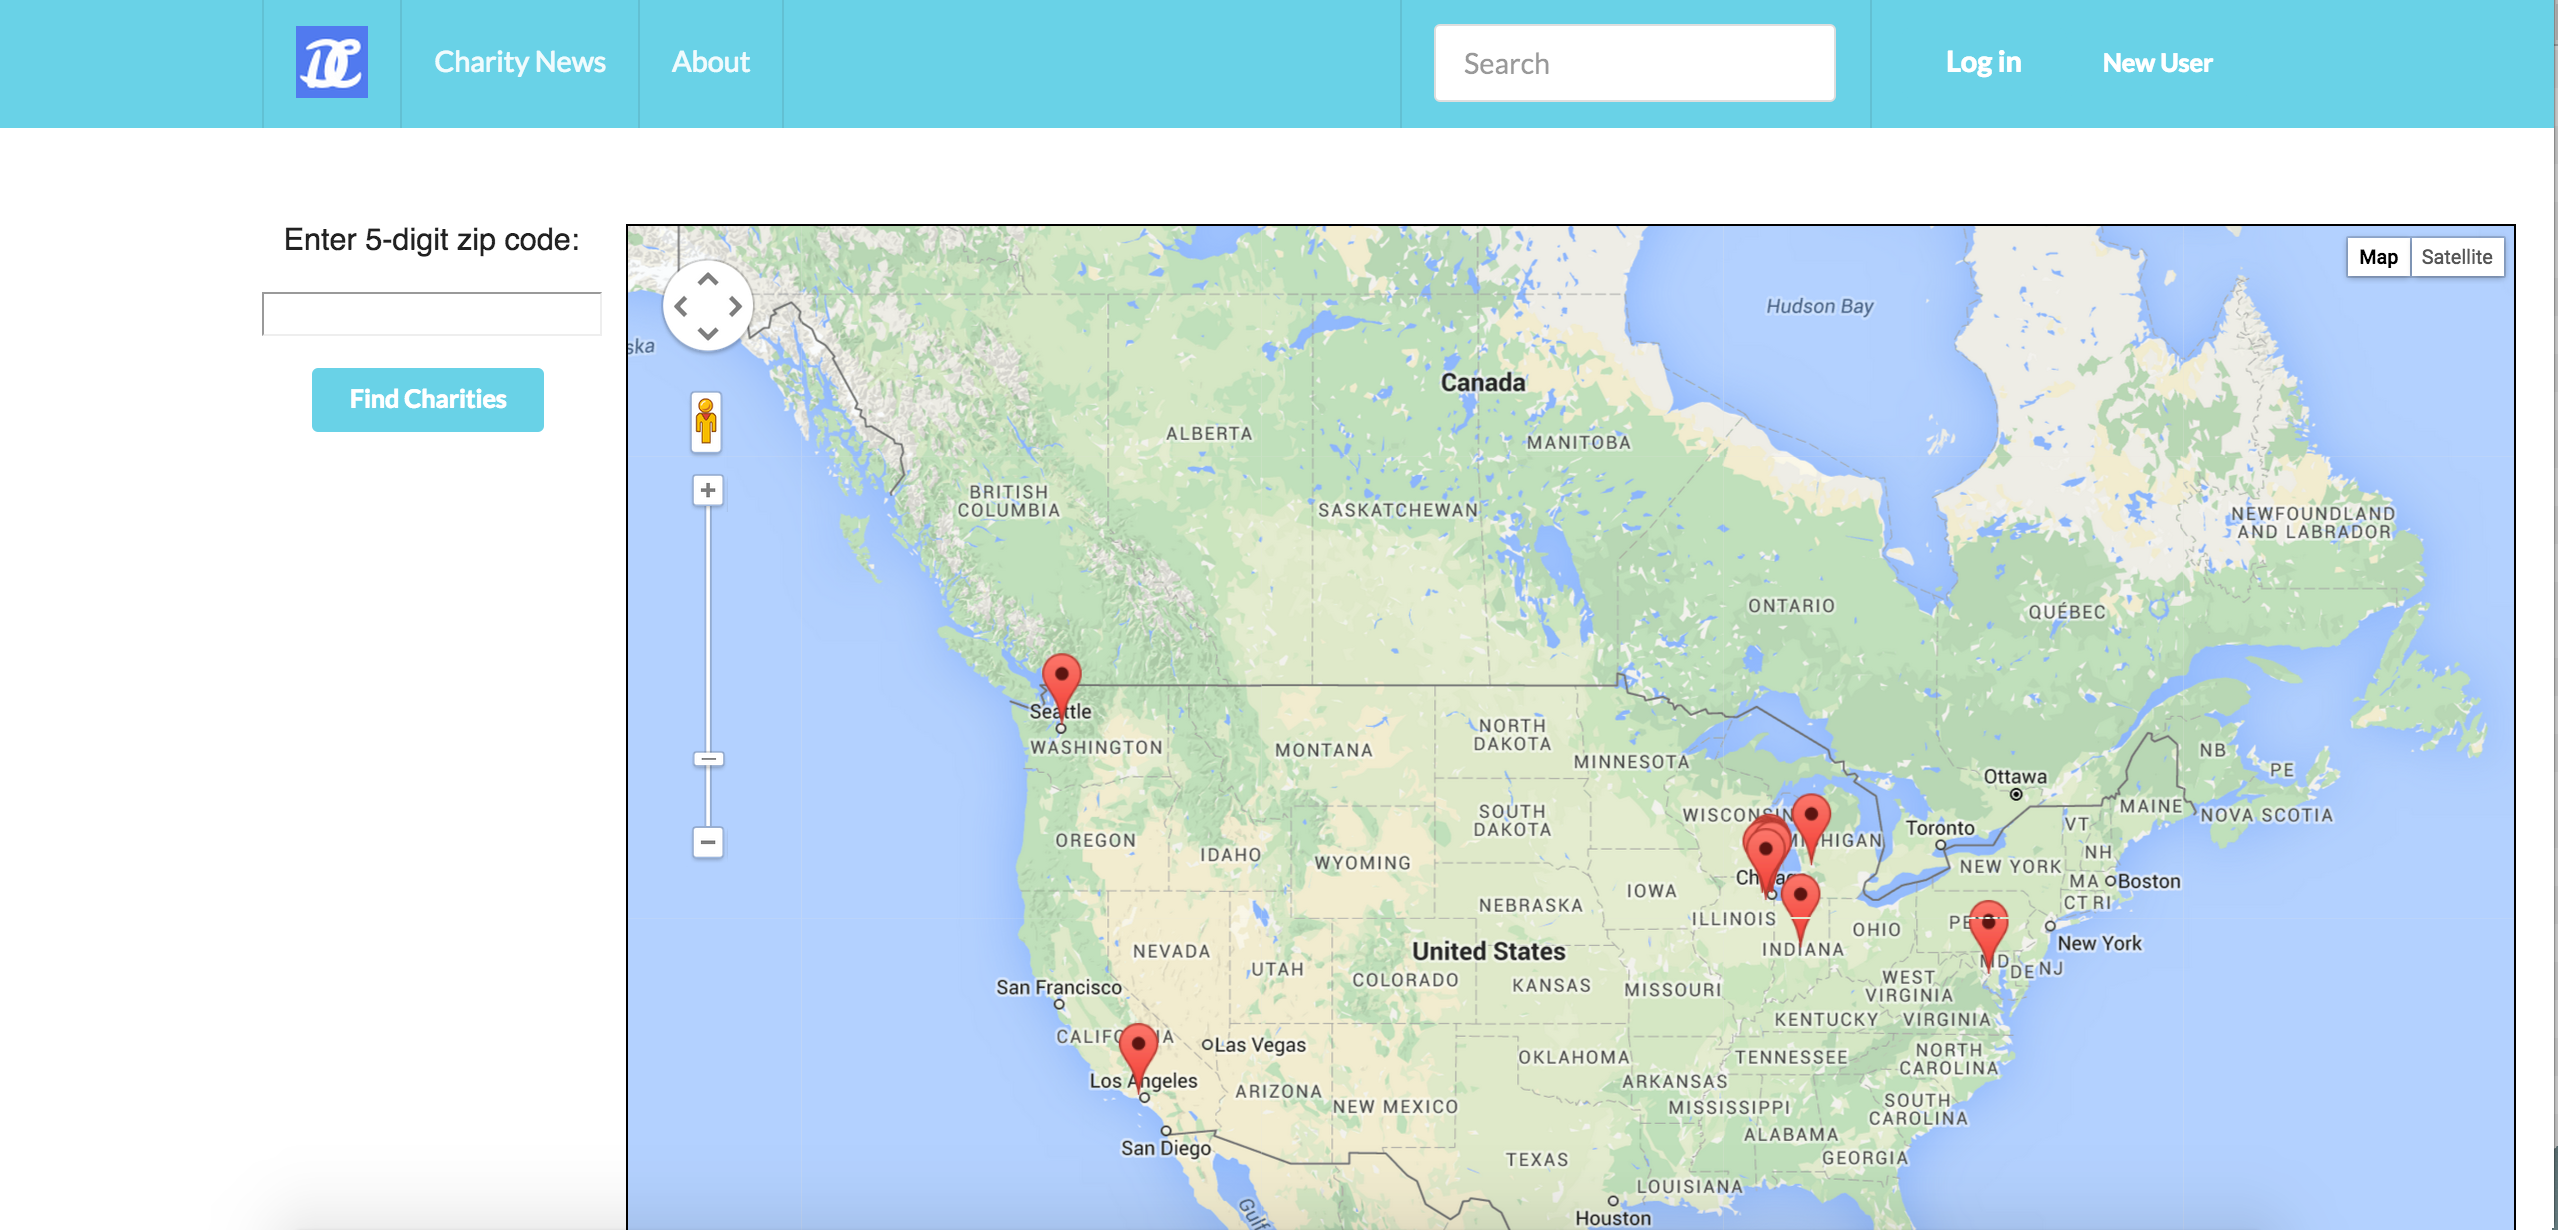 DC
Charity News
About
Search
Log in
New User
Enter 5-digit zip code:
Find Charities
Map
Satellite
ska
Hudson Bay
Canada
ALBERTA
MANITOBA
BRITISH
COLUMBIA
SASKATCHEWAN
NEWFOUNDLAND
AND LABRADOR
ONTARIO
QUÉBEC
Seattle
WASHINGTON
MONTANA
NORTH
DAKOTA
MINNESOTA
NB
PE
Ottawa
MAINE
NOVA SCOTIA
OREGON
IDAHO
WYOMING
SOUTH
DAKOTA
WISCONSIN
MICHIGAN
Toronto
VT
NH
NEW YORK
MA
Boston
CT RI
IOWA
NEBRASKA
ILLINOIS
INDIANA
OHIO
PE
New York
MD
DE
NJ
NEVADA
UTAH
United States
COLORADO
KANSAS
MISSOURI
WEST
VIRGINIA
San Francisco
KENTUCKY
VIRGINIA
CALIFORNIA
Las Vegas
OKLAHOMA
TENNESSEE
NORTH
CAROLINA
Los Angeles
ARIZONA
NEW MEXICO
ARKANSAS
MISSISSIPPI
SOUTH
CAROLINA
San Diego
ALABAMA
TEXAS
GEORGIA
LOUISIANA
Gulf
Houston